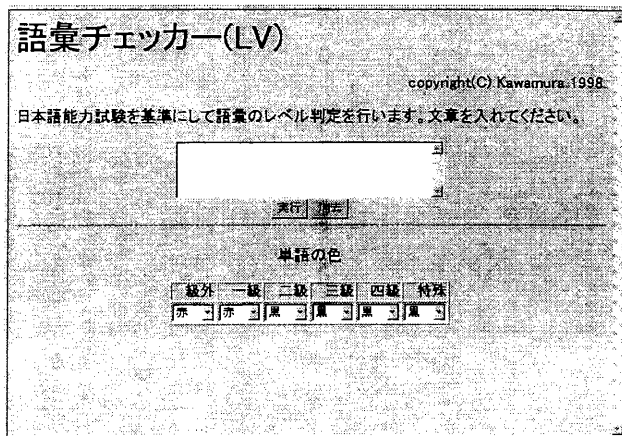 語彙チェッカー(LV)
copyright(C) Kawamura.1998.
日本語能力試験を基準にして語彙のレベル判定を行います。文章を入れてください。
実行 消去
単語の色
級外 一級 二級 三級 四級 特殊
赤 赤 黒 黒 黒 黒